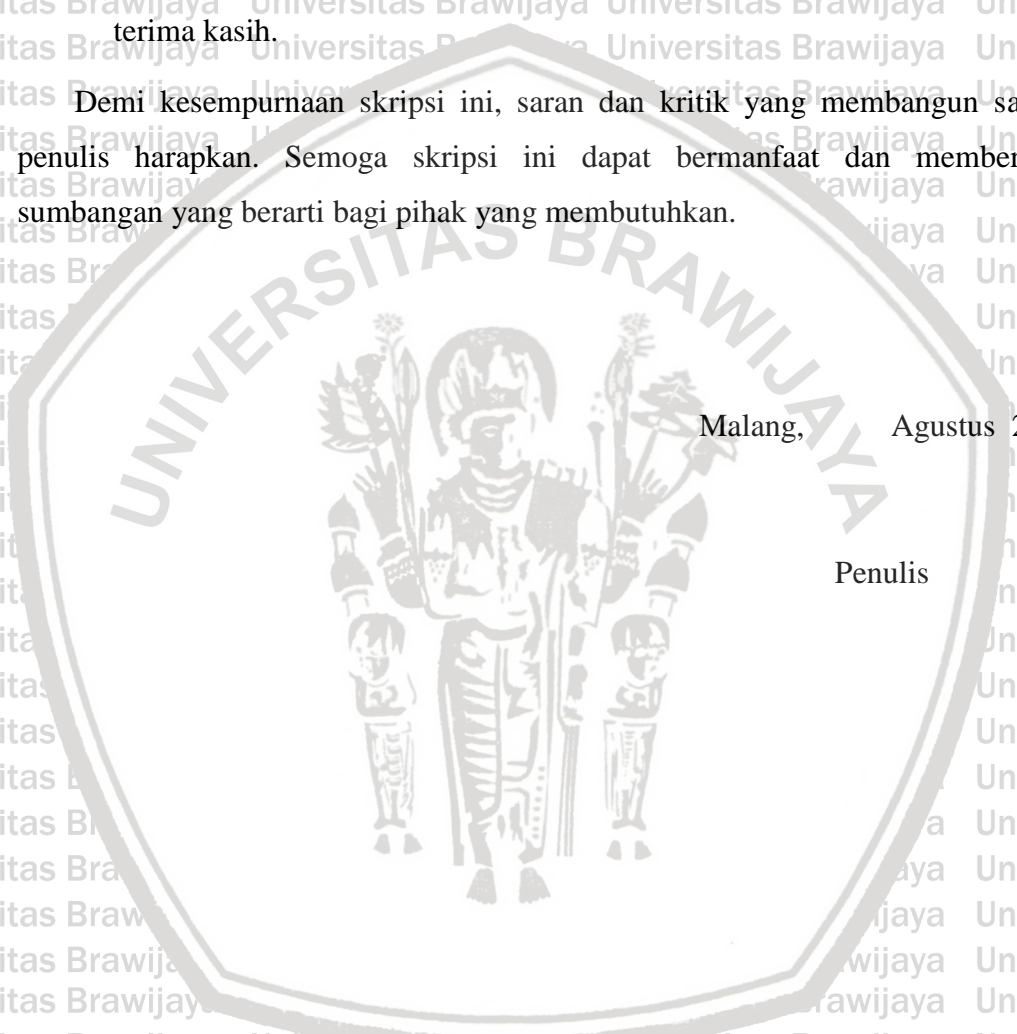 terima kasih.
Demi kesempurnaan skripsi ini, saran dan kritik yang membangun sa
penulis harapkan. Semoga skripsi ini dapat bermanfaat dan member
sumbangan yang berarti bagi pihak yang membutuhkan.
UNIVERSITAS BRAWIJAYA
Malang, Agustus 2
Penulis